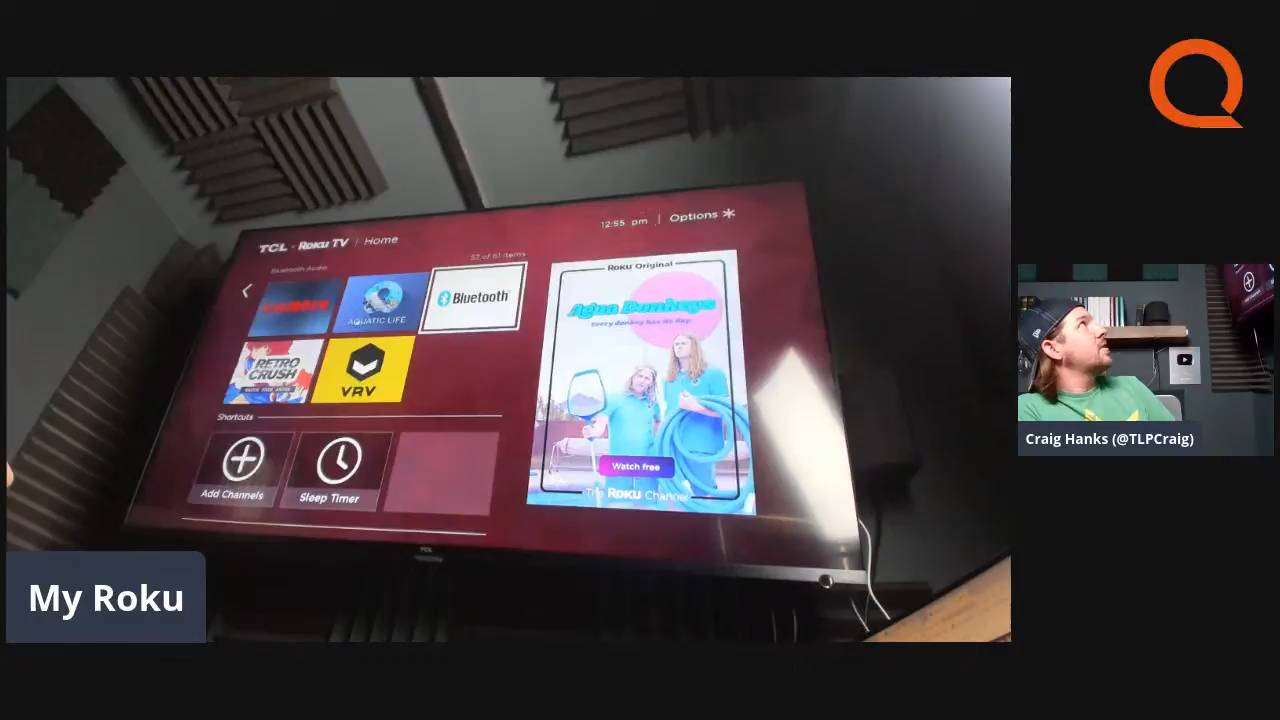 12:55 pm | Options
TCL · Roku TV | Home
57 of 61 items
Bluetooth Audio
AQUATIC LIFE
Bluetooth
RETRO
CRUSH
VRV
Shortcuts
Add Channels
Sleep Timer
Roku Original
Agua Donkeys
Every donkey has its day
Watch free
The Roku Channel
TCL
My Roku
Craig Hanks (@TLPCraig)